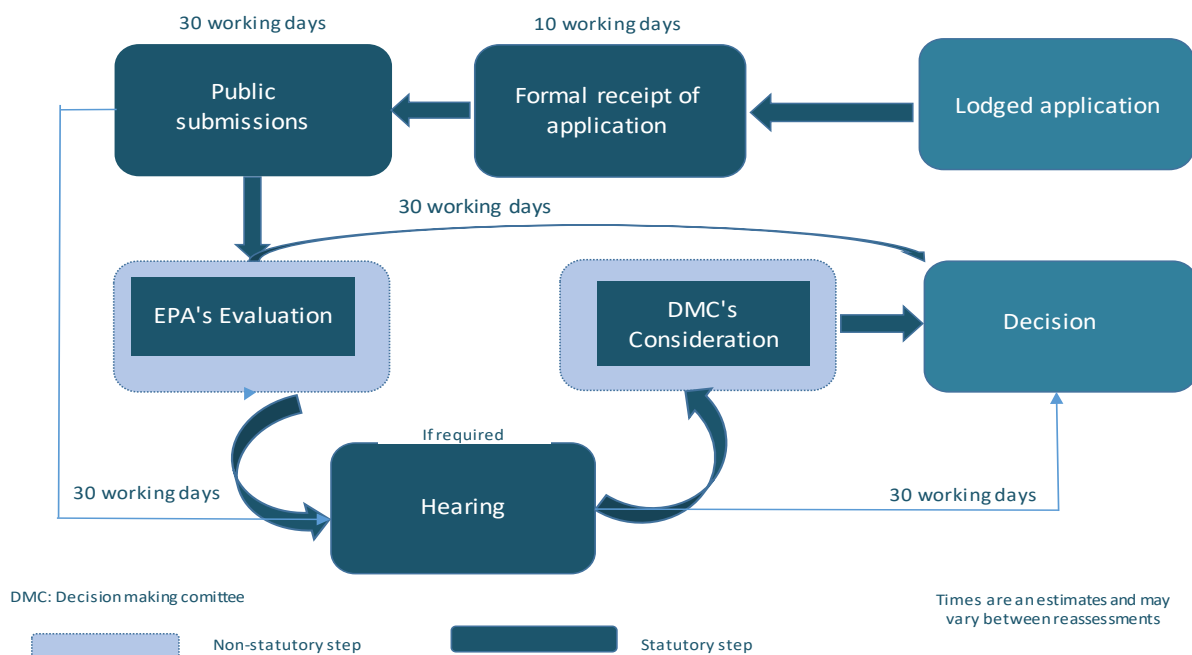 30 working days
10 working days
Public
submissions
Formal receipt of
application
Lodged application
30 working days
EPA's Evaluation
DMC's
Consideration
Decision
If required
30 working days
Hearing
30 working days
DMC: Decision making comittee
Times are an estimates and may
vary between reassessments
Non-statutory step
Statutory step